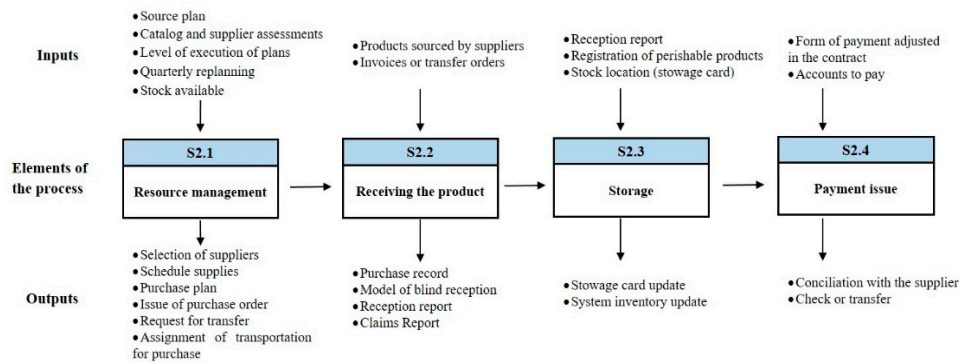 Inputs
• Source plan
• Catalog and supplier assessments
• Level of execution of plans
• Quarterly replanning
• Stock available
• Products sourced by suppliers
• Invoices or transfer orders
• Reception report
• Registration of perishable products
• Stock location (stowage card)
• Form of payment adjusted
in the contract
• Accounts to pay
Elements of
the process
S2.1
Resource management
S2.2
Receiving the product
S2.3
Storage
S2.4
Payment issue
Outputs
• Selection of suppliers
• Schedule supplies
• Purchase plan
• Issue of purchase order
• Request for transfer
• Assignment of transportation
for purchase
• Purchase record
• Model of blind reception
• Reception report
• Claims Report
• Stowage card update
• System inventory update
• Conciliation with the supplier
• Check or transfer